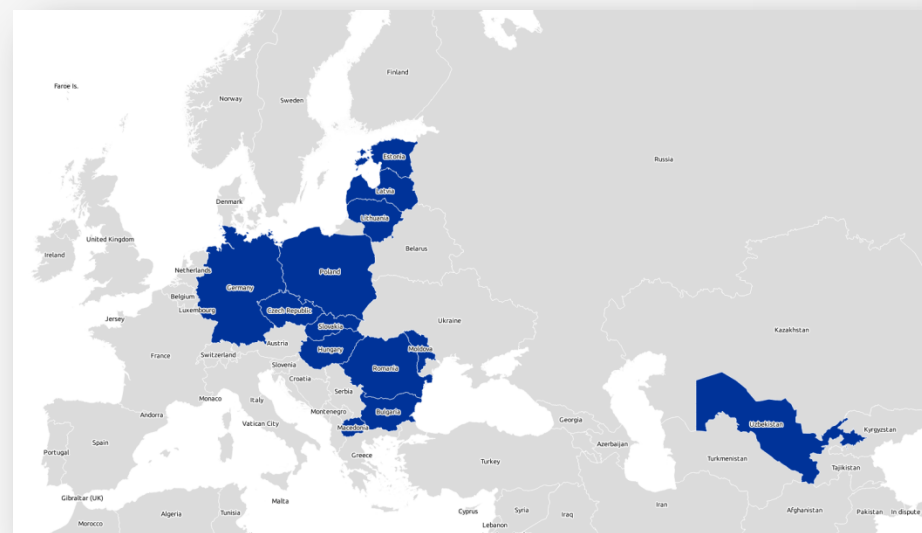 Finland
Faroe Is.
Norway
Sweden
Estonia
Russia
Latvia
Denmark
Lithuania
United Kingdom
Belarus
Ireland
Netherlands
Poland
Germany
Belgium
Luxembourg
Czech Republic
Jersey
Ukraine
Slovakia
Kazakhstan
Austria
Hungary
Moldova
France
Switzerland
Slovenia
Romania
Croatia
Serbia
Monaco
Italy
Montenegro
Bulgaria
Andorra
Georgia
Vacitan City
Macedonia
Uzbekistan
Kyrgyzstan
Spain
Azerbaijan
Portugal
Greece
Turkmenistan
Turkey
Tajikistan
Iran
Gibraltar (UK)
Malta
Cyprus
Syria
Iraq
Afghanistan
Pakistan
In dispute
Algeria
Tunisia
Morocco
Lebanon